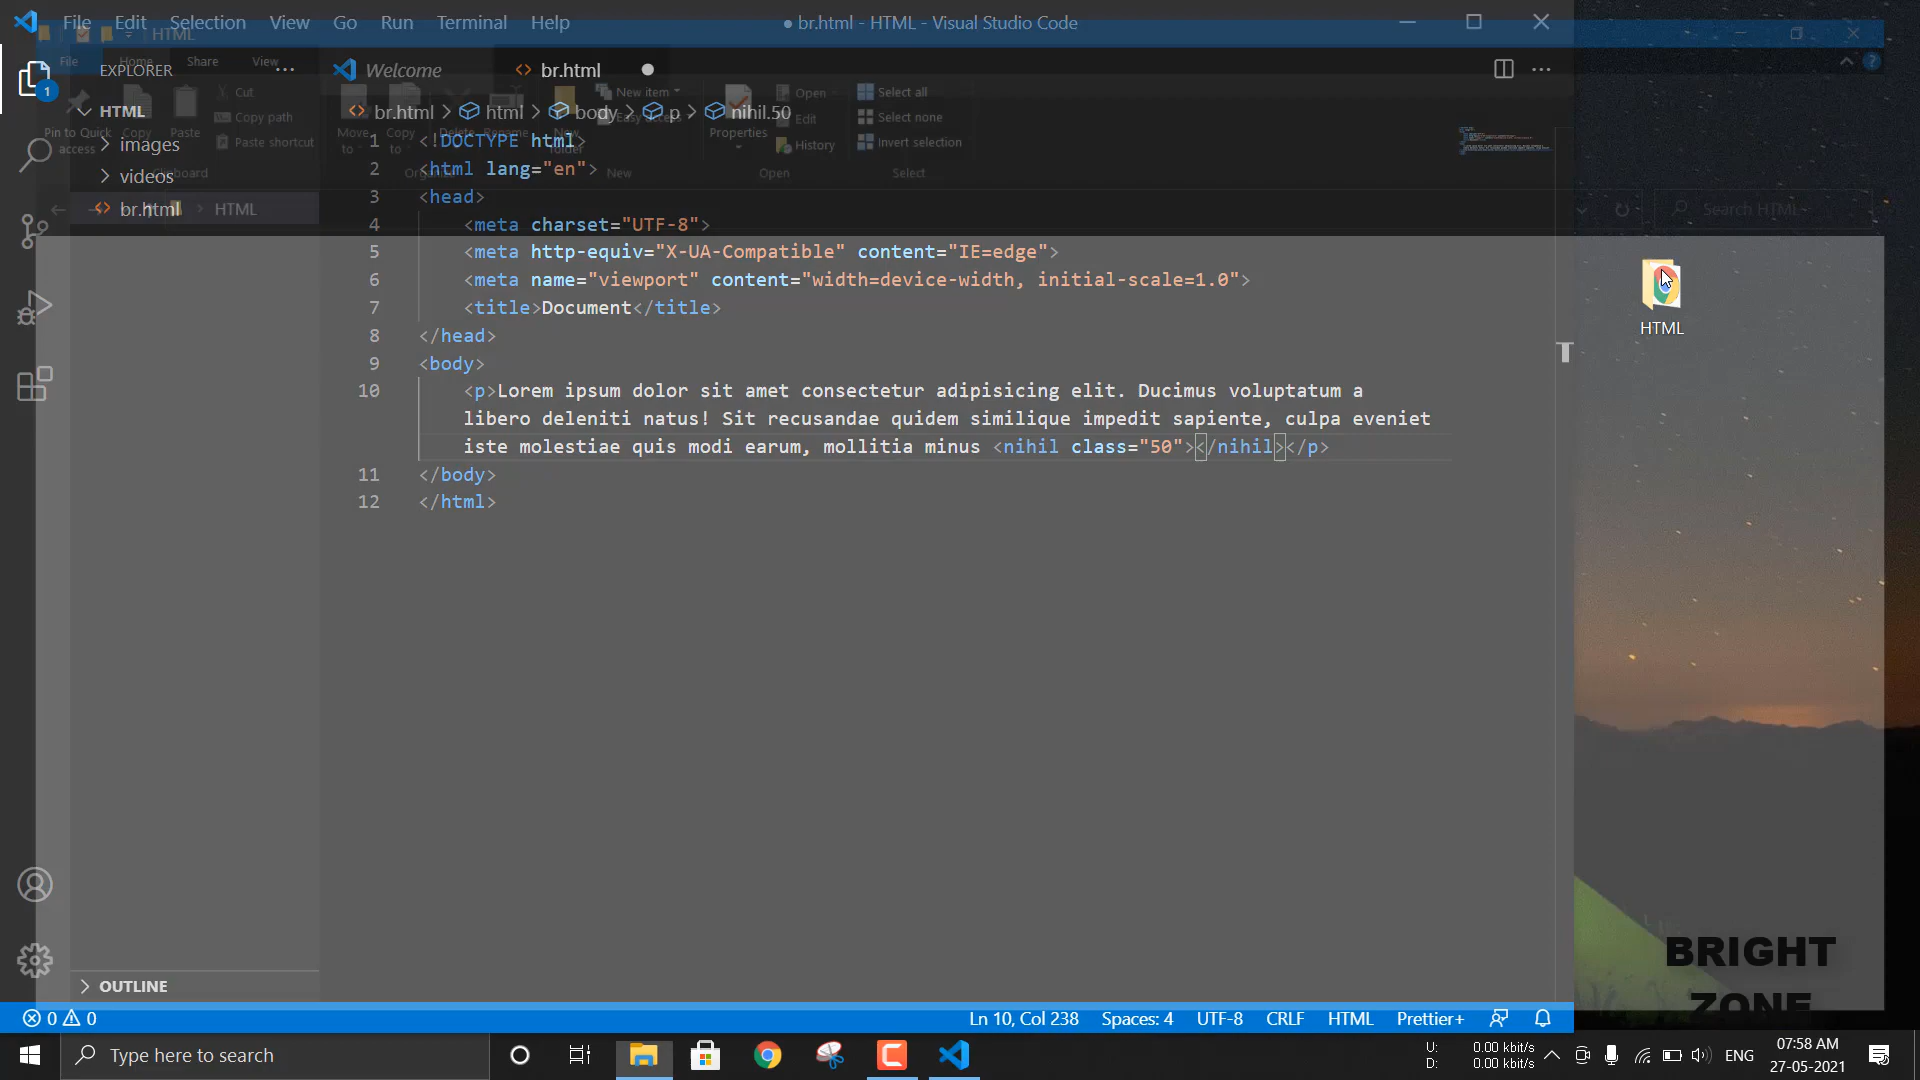 File Edit Selection View Go Run Terminal Help
● br.html - HTML - Visual Studio Code
HTML
File Home Share View
EXPLORER ...
Welcome
br.html
1
HTML
images
videos
br.html
OUTLINE
Pin to Quick access
Copy
Paste
Cut
Copy path
Paste shortcut
Move to
Copy to
Delete
Rename
New folder
New item
Easy access
Properties
Open
Edit
History
Select all
Select none
Invert selection
New
Open
Select
HTML
Search HTML
br.html > html > body > p > nihil.50
1 <!DOCTYPE html>
2 <html lang="en">
3 <head>
4 <meta charset="UTF-8">
5 <meta http-equiv="X-UA-Compatible" content="IE=edge">
6 <meta name="viewport" content="width=device-width, initial-scale=1.0">
7 <title>Document</title>
8 </head>
9 <body>
10 <p>Lorem ipsum dolor sit amet consectetur adipisicing elit. Ducimus voluptatum a
libero deleniti natus! Sit recusandae quidem similique impedit sapiente, culpa eveniet
iste molestiae quis modi earum, mollitia minus <nihil class="50"></nihil></p>
11 </body>
12 </html>
HTML
BRIGHT
ZONE
0 0
Ln 10, Col 238 Spaces: 4 UTF-8 CRLF HTML Prettier+
Type here to search
U: 0.00 kbit/s
D: 0.00 kbit/s
ENG
07:58 AM
27-05-2021